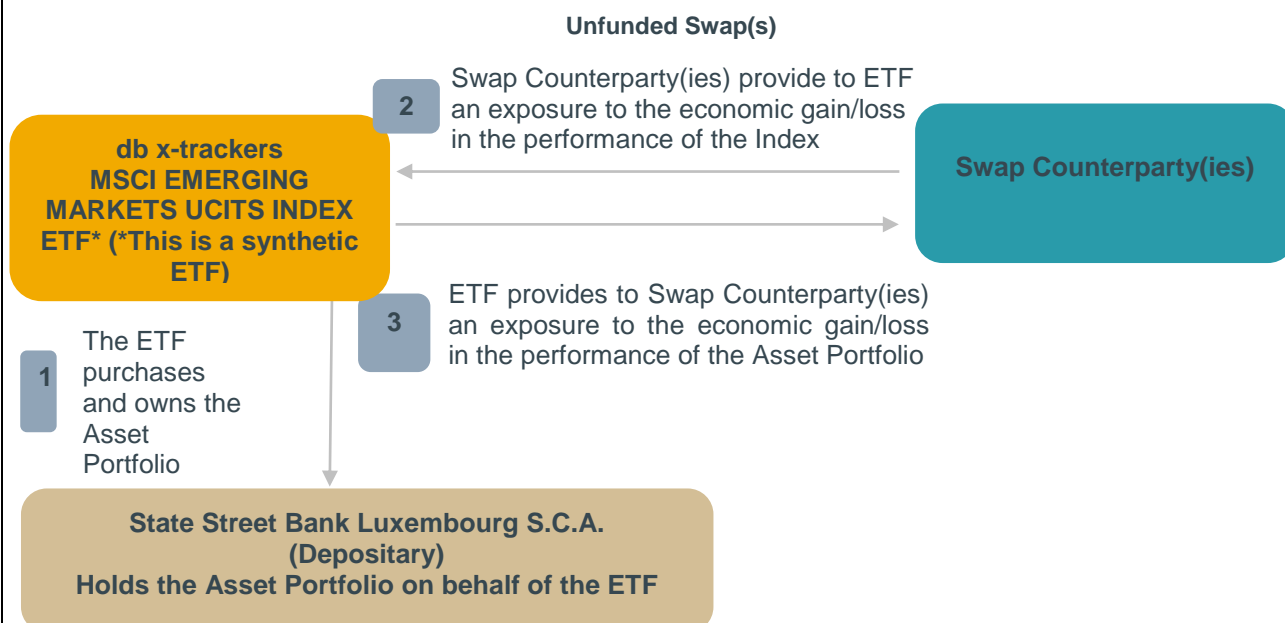 Unfunded Swap(s)
2
Swap Counterparty(ies) provide to ETF
an exposure to the economic gain/loss
in the performance of the Index
db x-trackers
MSCI EMERGING
MARKETS UCITS INDEX
ETF* (*This is a synthetic
ETF)
Swap Counterparty(ies)
3
ETF provides to Swap Counterparty(ies)
an exposure to the economic gain/loss
in the performance of the Asset Portfolio
1
The ETF
purchases
and owns the
Asset
Portfolio
State Street Bank Luxembourg S.C.A.
(Depositary)
Holds the Asset Portfolio on behalf of the ETF